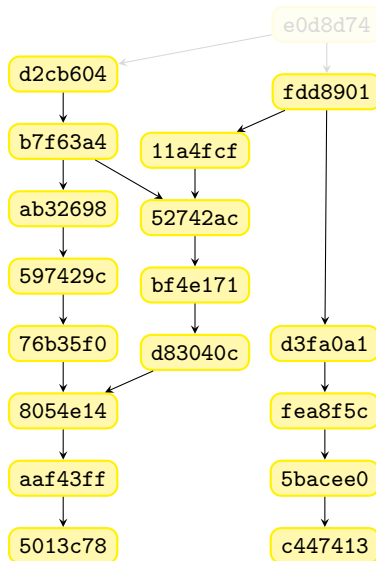 e0d8d74
d2cb604
fdd8901
b7f63a4
11a4fcf
ab32698
52742ac
597429c
bf4e171
76b35f0
d83040c
d3fa0a1
8054e14
fea8f5c
aaf43ff
5bacee0
5013c78
c447413